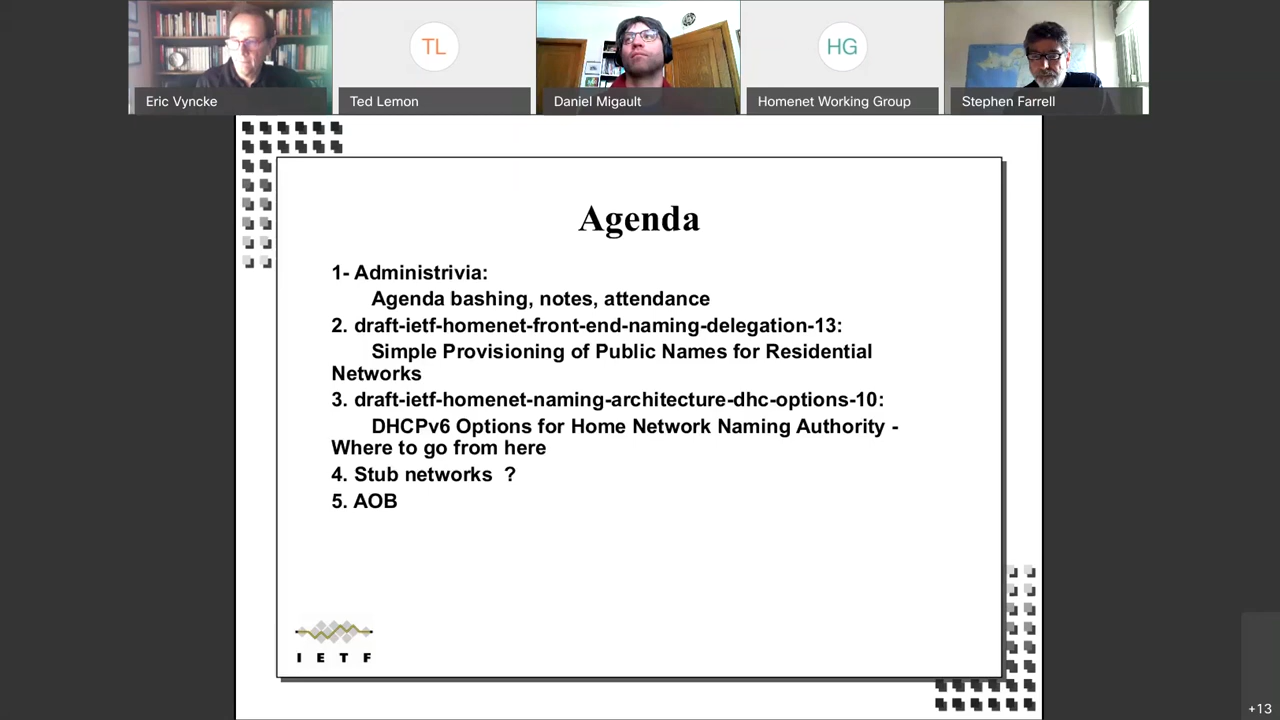 TL
HG
Eric Vyncke
Ted Lemon
Daniel Migault
Homenet Working Group
Stephen Farrell
Agenda
1- Administrivia:
Agenda bashing, notes, attendance
2. draft-ietf-homenet-front-end-naming-delegation-13:
Simple Provisioning of Public Names for Residential
Networks
3. draft-ietf-homenet-naming-architecture-dhc-options-10:
DHCPv6 Options for Home Network Naming Authority -
Where to go from here
4. Stub networks ?
5. AOB
I E T F
+13